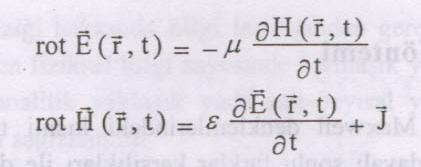 rot E⃗ (r⃗, t) = −μ ∂H(r⃗, t) / ∂t
rot H⃗ (r⃗, t) = ε ∂E⃗(r⃗, t) / ∂t + J